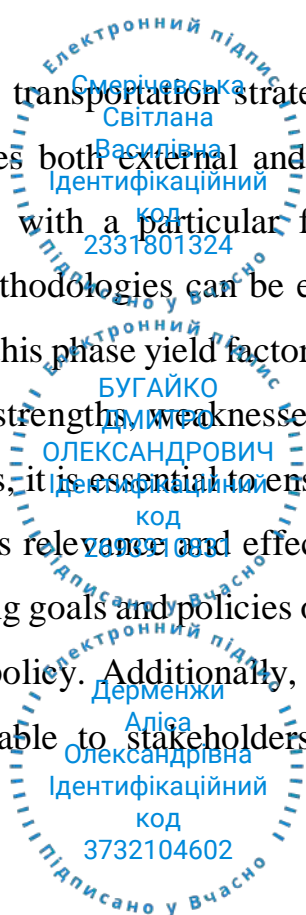 Електронний підпис
transportation strate
Смерічевська
Світлана
es both external and
Василівна
Ідентифікаційний
with a particular f
код
2331801324
thodologies can be e
Підписано у Вчасно
Електронний підпис
his phase yield factor
БУГАЙКО
strengths, weaknesse
ДМИТРО
ОЛЕКСАНДРОВИЧ
s, it is essential to ens
Ідентифікаційний
код
s relevance and effec
Підписано у Вчасно
g goals and policies o
Електронний підпис
policy. Additionally,
Дерменжи
Аліса
able to stakeholders
Олександрівна
Ідентифікаційний
код
3732104602
Підписано у Вчасно